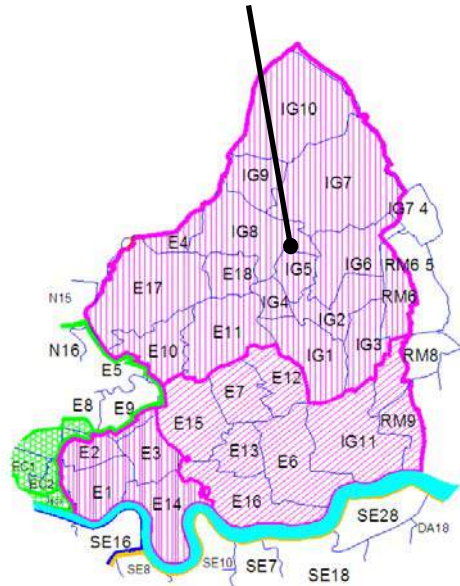 IG10
IG9
IG7
IG7 4
IG8
E4
IG5
IG6
RM6 5
E18
E17
RM6
N15
IG4
IG2
E11
N16
E10
IG1
IG3
RM8
E5
E12
E7
E8
E9
E15
RM9
IG11
E2
E3
E13
E6
EC1
EC2
E1
E14
E16
SE28
DA18
SE16
SE8
SE10
SE7
SE18